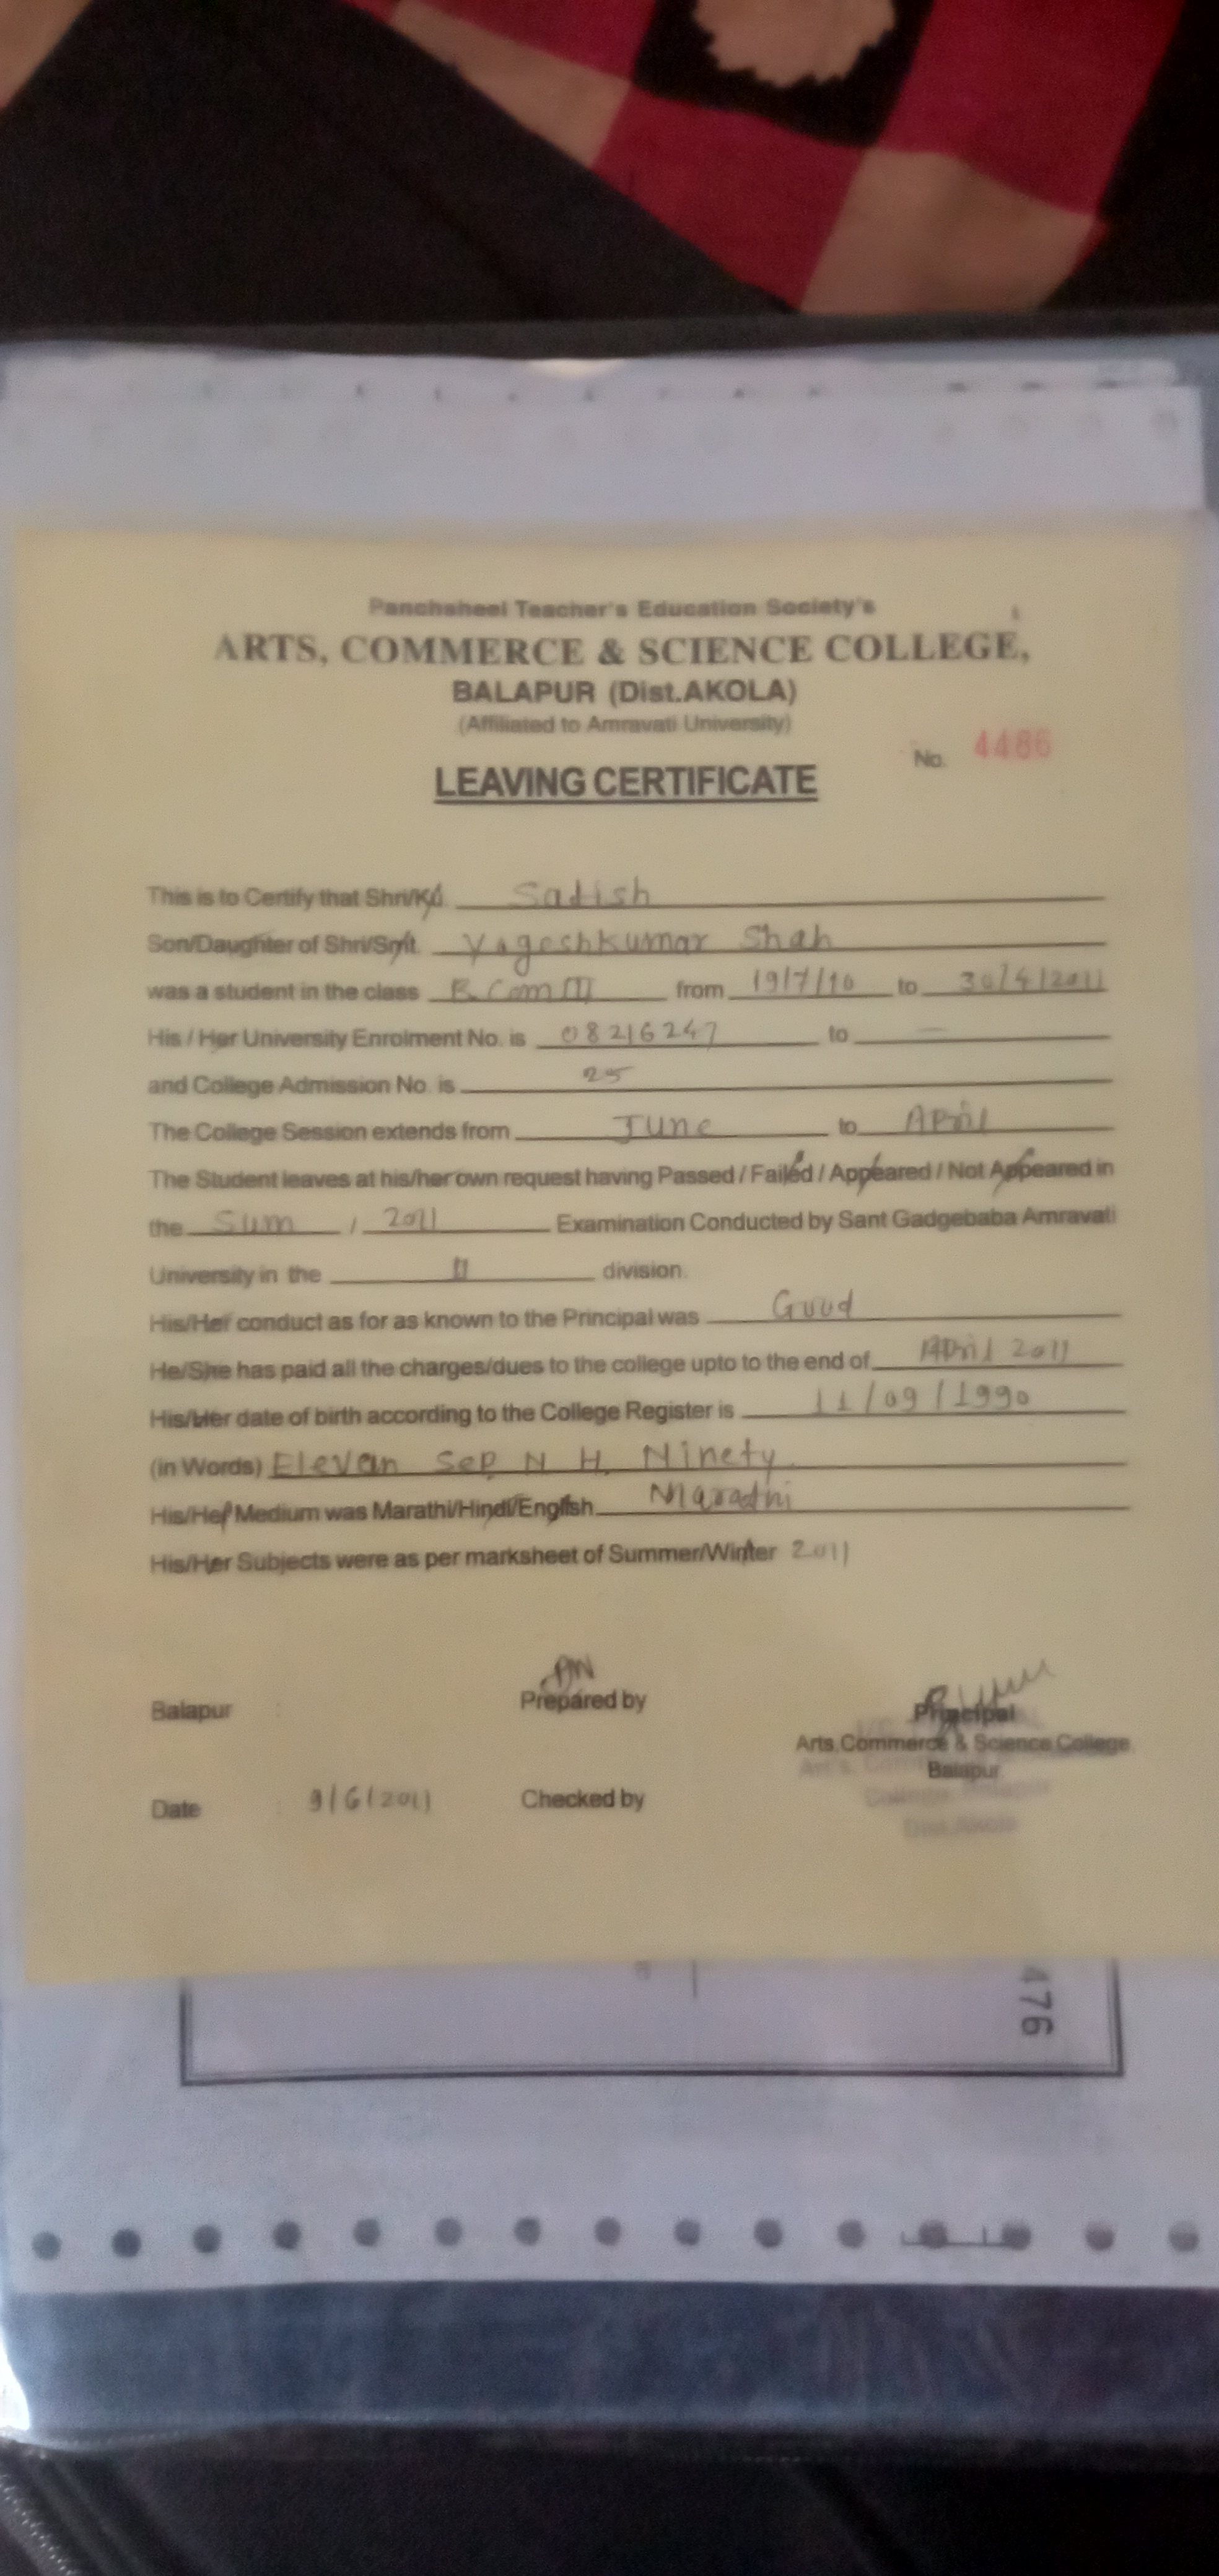 Panchsheel Teacher's Education Society's
ARTS, COMMERCE & SCIENCE COLLEGE,
BALAPUR (Dist.AKOLA)
(Affiliated to Amravati University)
No. 4486
LEAVING CERTIFICATE
This is to Certify that Shri/Ku. Satish
Son/Daughter of Shri/Smt. Yogeshkumar Shah
was a student in the class B.Com III from 19/7/10 to 30/4/2011
His / Her University Enrolment No. is 08216247 to —
and College Admission No. is 25
The College Session extends from June to April
The Student leaves at his/her own request having Passed / Failed / Appeared / Not Appeared in
the Sum / 2011 Examination Conducted by Sant Gadgebaba Amravati
University in the II division.
His/Her conduct as for as known to the Principal was Good
He/She has paid all the charges/dues to the college upto to the end of April 2011
His/Her date of birth according to the College Register is 11/09/1990
(in Words) Elevan Sep N H Ninety
His/Her Medium was Marathi/Hindi/English Marathi
His/Her Subjects were as per marksheet of Summer/Winter 2011
Balapur :
Prepared by
Principal
Arts, Commerce & Science College,
Balapur.
Date : 9/6/2011
Checked by
College, Balapur
Dist.Akola
476